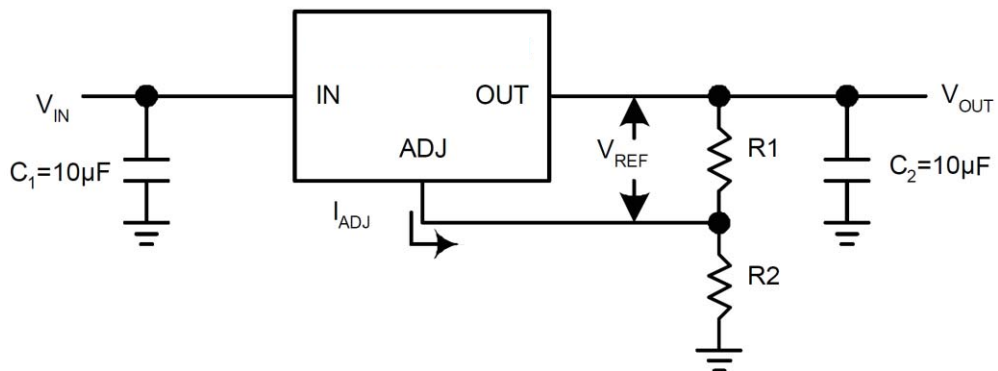 IN
OUT
ADJ
V_IN
V_OUT
V_REF
R1
C_1=10µF
C_2=10µF
I_ADJ
R2